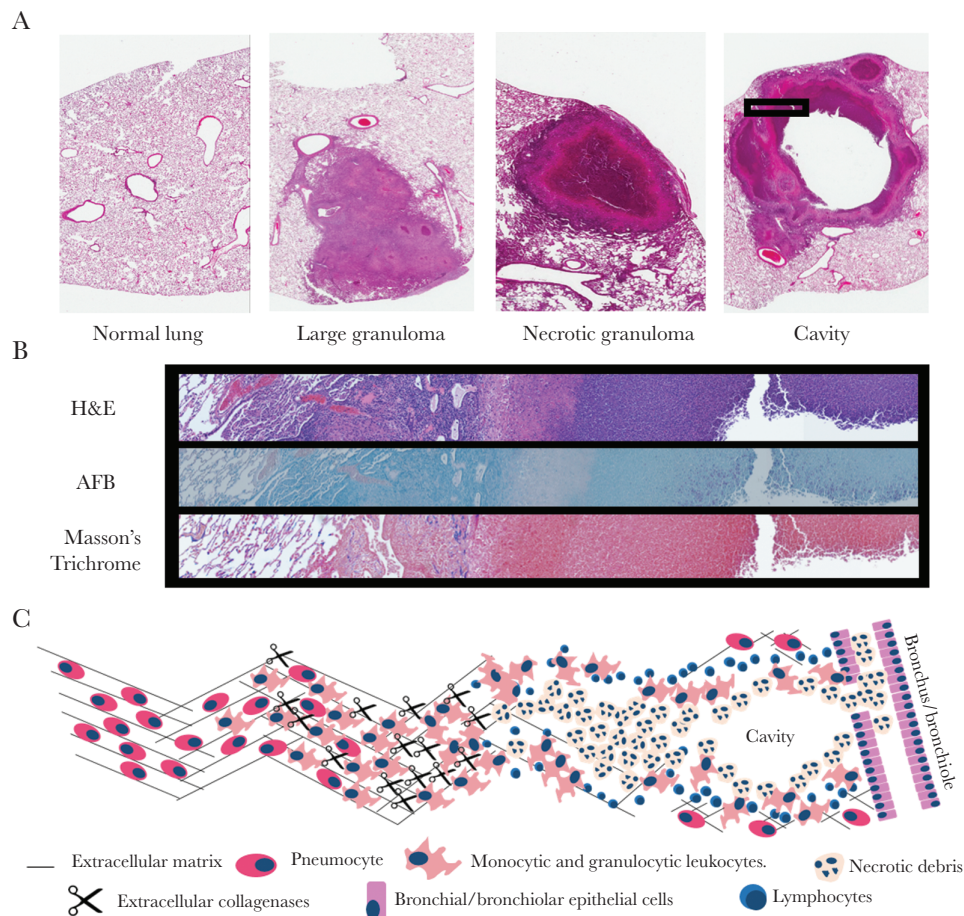 A
Normal lung
Large granuloma
Necrotic granuloma
Cavity
B
H&E
AFB
Masson's
Trichrome
C
Cavity
Bronchus/bronchiole
Extracellular matrix
Pneumocyte
Monocytic and granulocytic leukocytes.
Necrotic debris
Extracellular collagenases
Bronchial/bronchiolar epithelial cells
Lymphocytes